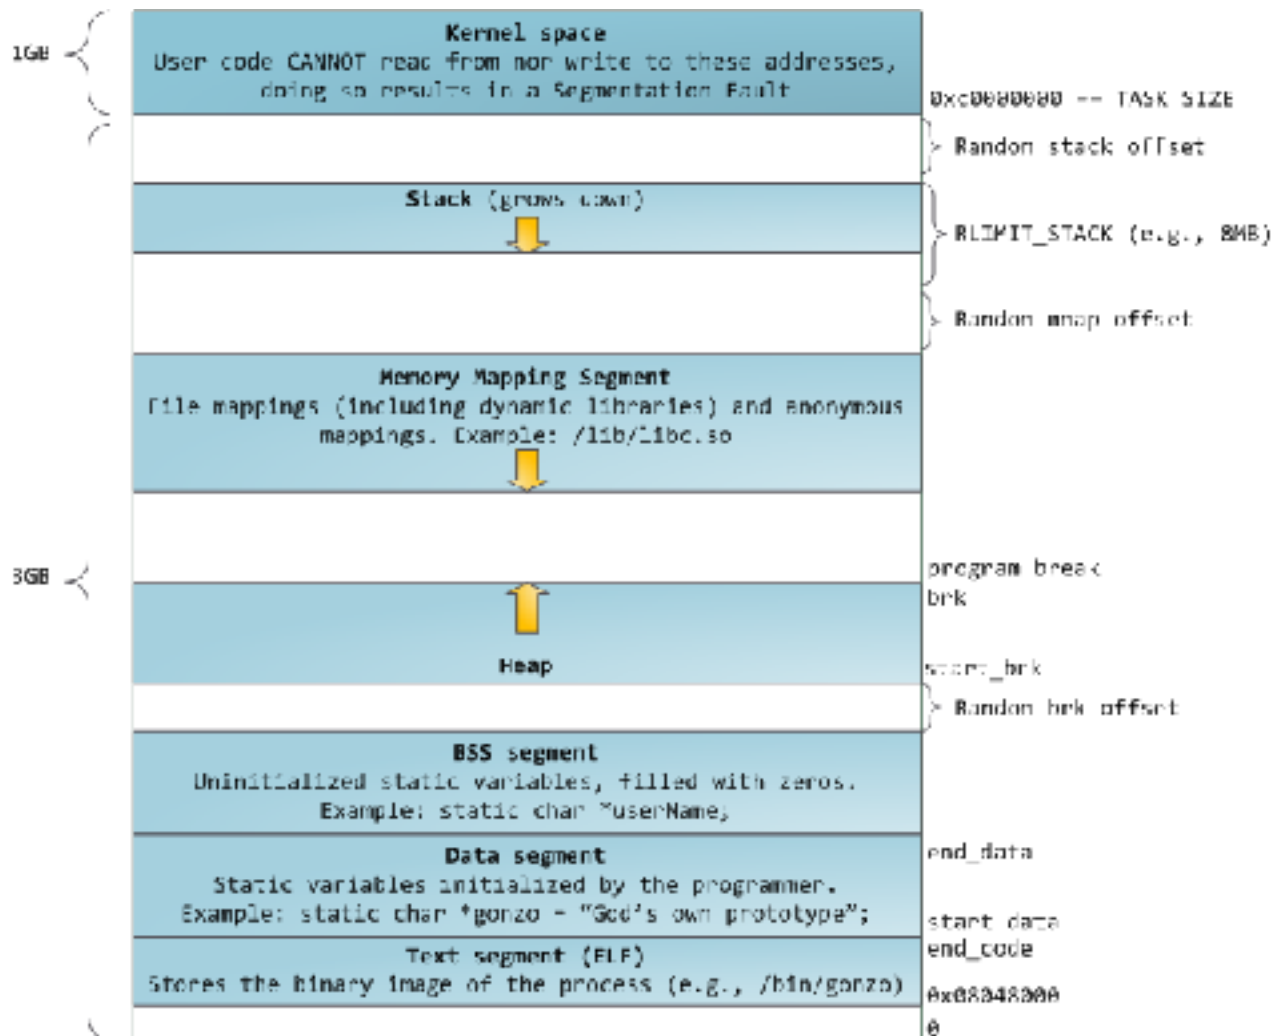 Kernel space
1GB
User code CANNOT read from nor write to these addresses,
doing so results in a Segmentation Fault
0xc0000000 -- TASK_SIZE
Random stack offset
Stack (grows down)
RLIMIT_STACK (e.g., 8MB)
Random mmap offset
Memory Mapping Segment
File mappings (including dynamic libraries) and anonymous
mappings. Example: /lib/libc.so
3GB
program break
brk
Heap
start_brk
Random brk offset
BSS segment
Uninitialized static variables, filled with zeros.
Example: static char *userName;
Data segment
end_data
Static variables initialized by the programmer.
Example: static char *gonzo = “God’s own prototype”;
start_data
end_code
Text segment (ELF)
Stores the binary image of the process (e.g., /bin/gonzo)
0x08048000
0